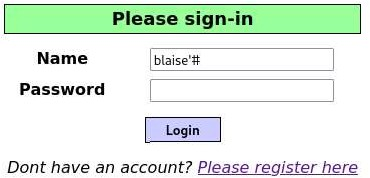 Please sign-in
Name
blaise'#
Password
Login
Dont have an account? Please register here